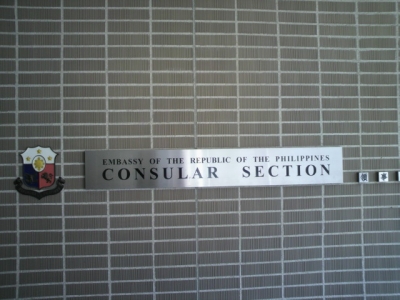 EMBASSY OF THE REPUBLIC OF THE PHILIPPINES
CONSULAR SECTION